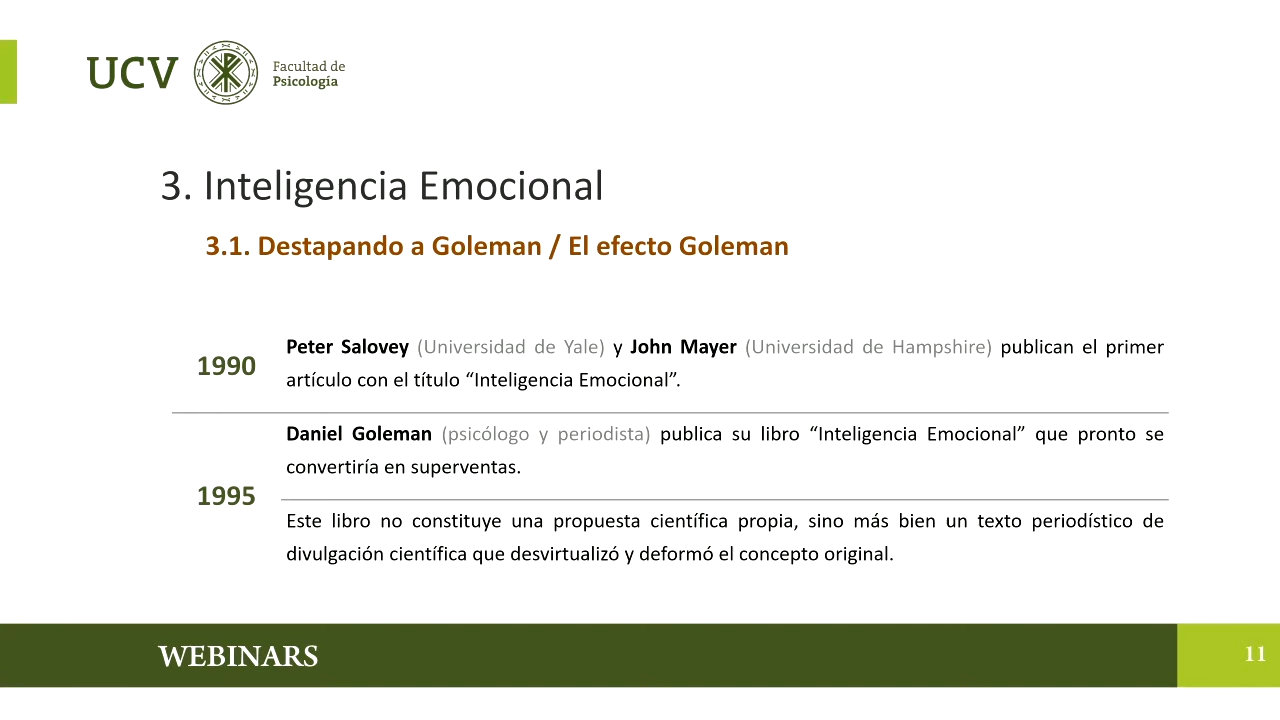 UCV
Facultad de
Psicología
3. Inteligencia Emocional
3.1. Destapando a Goleman / El efecto Goleman
1990
Peter Salovey (Universidad de Yale) y John Mayer (Universidad de Hampshire) publican el primer
artículo con el título “Inteligencia Emocional”.
1995
Daniel Goleman (psicólogo y periodista) publica su libro “Inteligencia Emocional” que pronto se
convertiría en superventas.
Este libro no constituye una propuesta científica propia, sino más bien un texto periodístico de
divulgación científica que desvirtualizó y deformó el concepto original.
WEBINARS
11